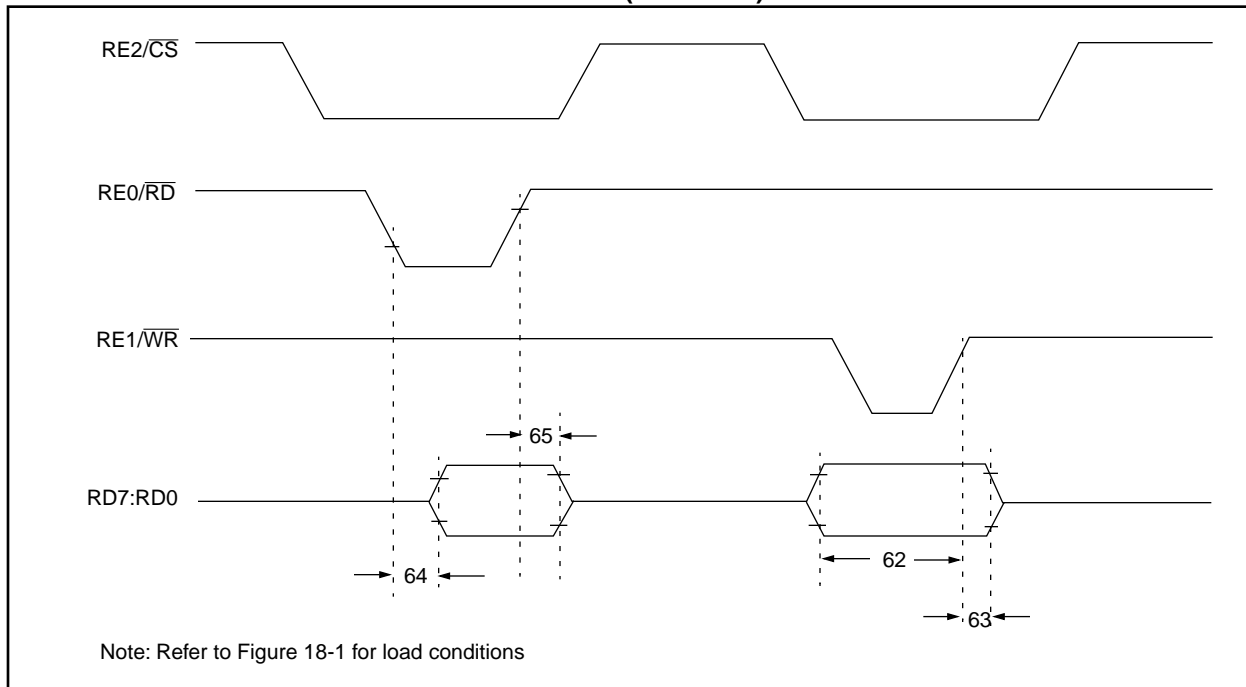 RE2/CS
RE0/RD
RE1/WR
65
RD7:RD0
62
64
63
Note: Refer to Figure 18-1 for load conditions